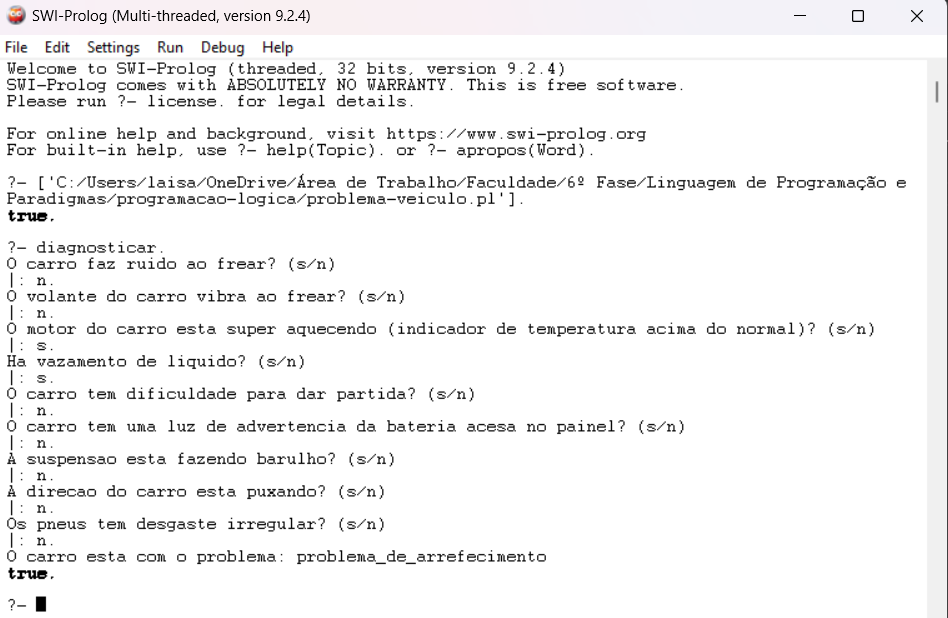 SWI-Prolog (Multi-threaded, version 9.2.4)
File Edit Settings Run Debug Help
Welcome to SWI-Prolog (threaded, 32 bits, version 9.2.4)
SWI-Prolog comes with ABSOLUTELY NO WARRANTY. This is free software.
Please run ?- license. for legal details.
For online help and background, visit https://www.swi-prolog.org
For built-in help, use ?- help(Topic). or ?- apropos(Word).
?- ['C:/Users/laisa/OneDrive/Área de Trabalho/Faculdade/6º Fase/Linguagem de Programação e
Paradigmas/programacao-logica/problema-veiculo.pl'].
true.
?- diagnosticar.
O carro faz ruido ao frear? (s/n)
|: n.
O volante do carro vibra ao frear? (s/n)
|: n.
O motor do carro esta super aquecendo (indicador de temperatura acima do normal)? (s/n)
|: s.
Ha vazamento de liquido? (s/n)
|: s.
O carro tem dificuldade para dar partida? (s/n)
|: n.
O carro tem uma luz de advertencia da bateria acesa no painel? (s/n)
|: n.
A suspensao esta fazendo barulho? (s/n)
|: n.
A direcao do carro esta puxando? (s/n)
|: n.
Os pneus tem desgaste irregular? (s/n)
|: n.
O carro esta com o problema: problema_de_arrefecimento
true.
?-